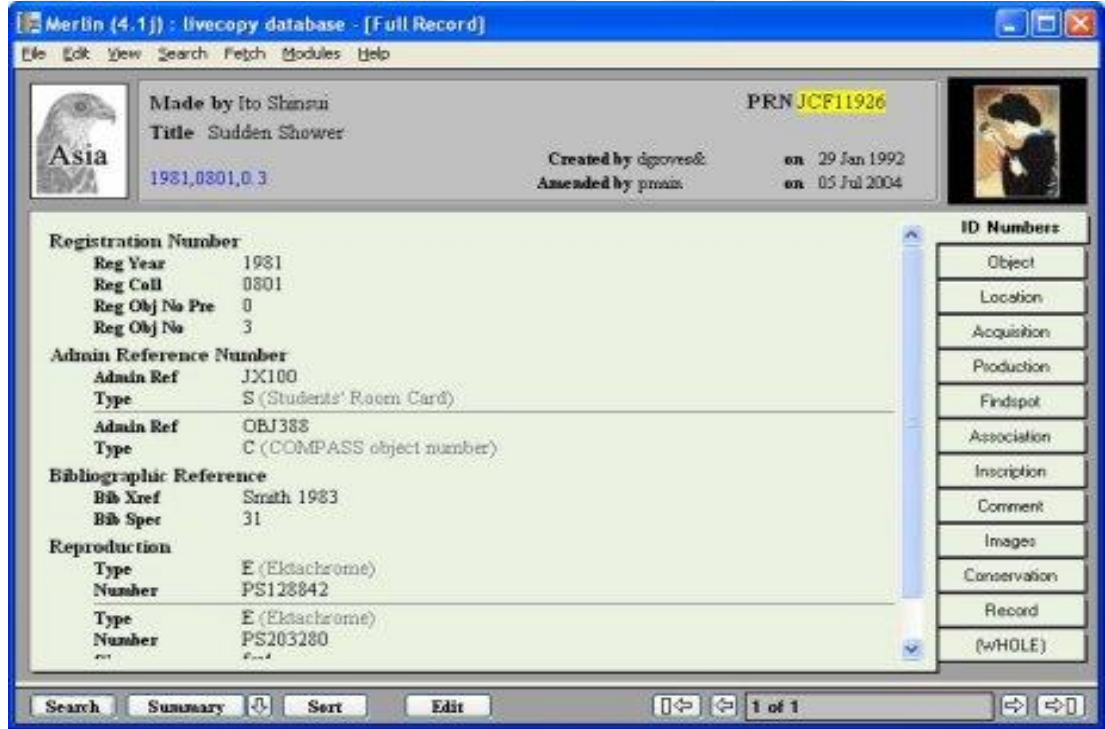 Merlin (4.1j) : livecopy database - [Full Record]
File Edit View Search Fetch Modules Help
Asia
Made by Ito Shinsui
PRN JCF11926
Title Sudden Shower
Created by dgroves& on 29 Jan 1992
1981,0801,0.3
Amended by on 05 Jul 2004
ID Numbers
Object
Location
Acquisition
Production
Findspot
Association
Inscription
Comment
Images
Conservation
Record
(WHOLE)
Registration Number
Reg Year 1981
Reg Coll 0801
Reg Obj No Pre 0
Reg Obj No 3
Admin Reference Number
Admin Ref JX100
Type S (Students' Room Card)
Admin Ref OBJ388
Type C (COMPASS object number)
Bibliographic Reference
Bib Xref Smith 1983
Bib Spec 31
Reproduction
Type E (Ektachrome)
Number PS128842
Type E (Ektachrome)
Number PS203280
Search Summary Sort Edit 1 of 1